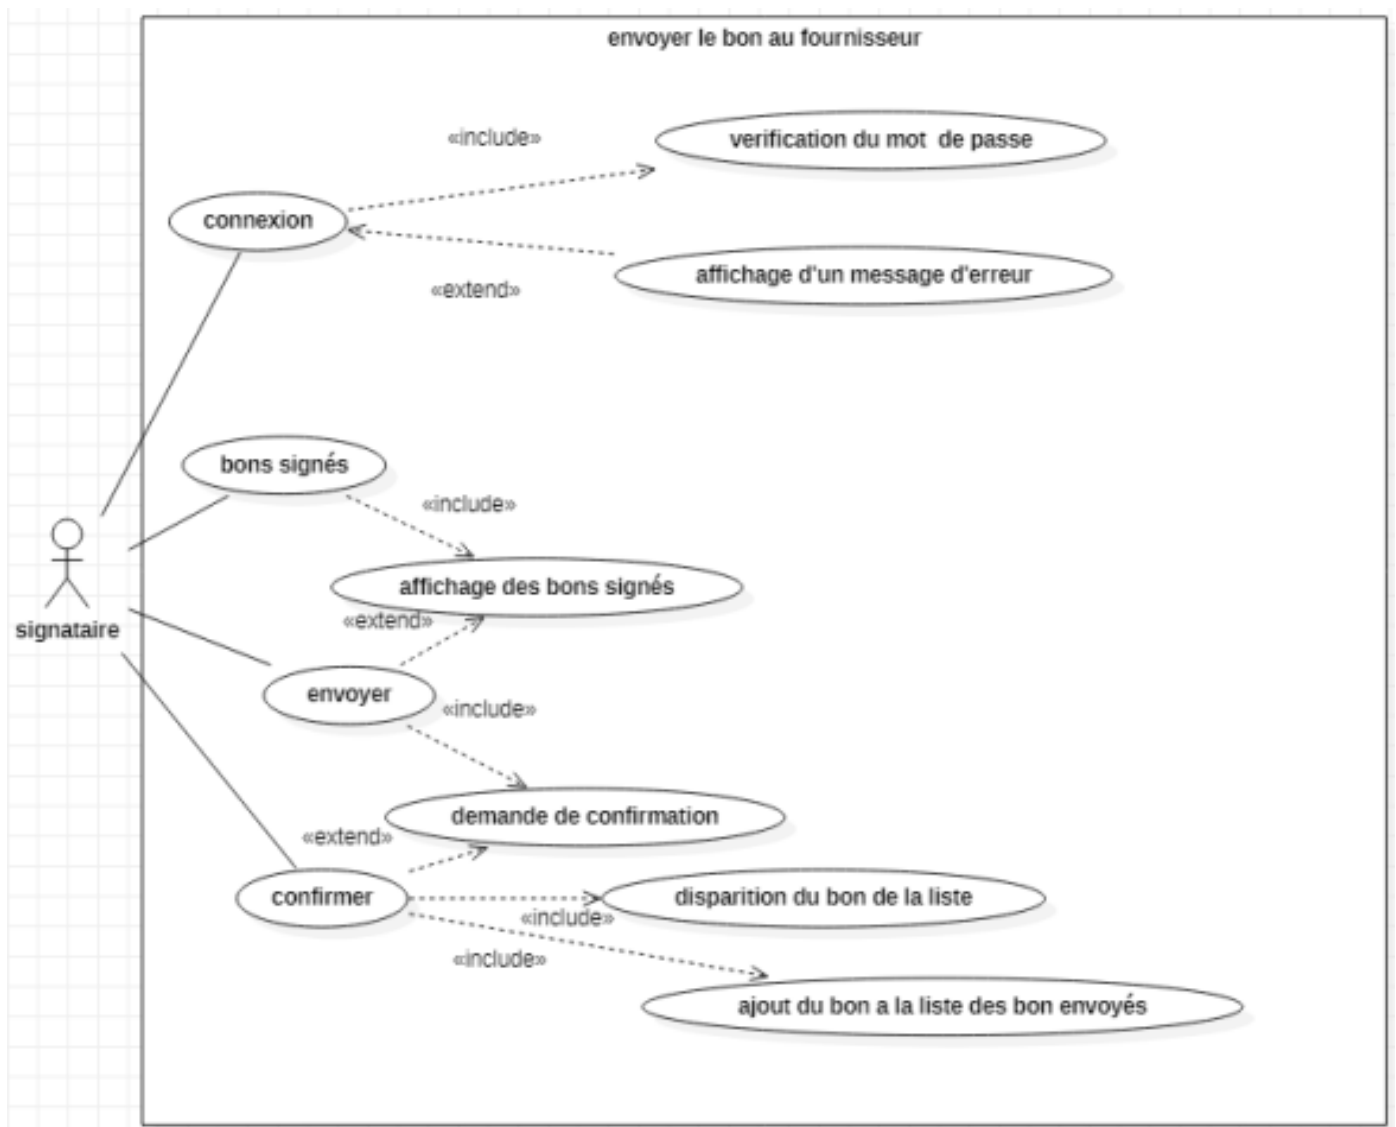 envoyer le bon au fournisseur
«include»
verification du mot de passe
connexion
affichage d'un message d'erreur
«extend»
bons signés
«include»
affichage des bons signés
«extend»
signataire
envoyer
«include»
demande de confirmation
«extend»
confirmer
disparition du bon de la liste
«include»
«include»
ajout du bon a la liste des bon envoyés